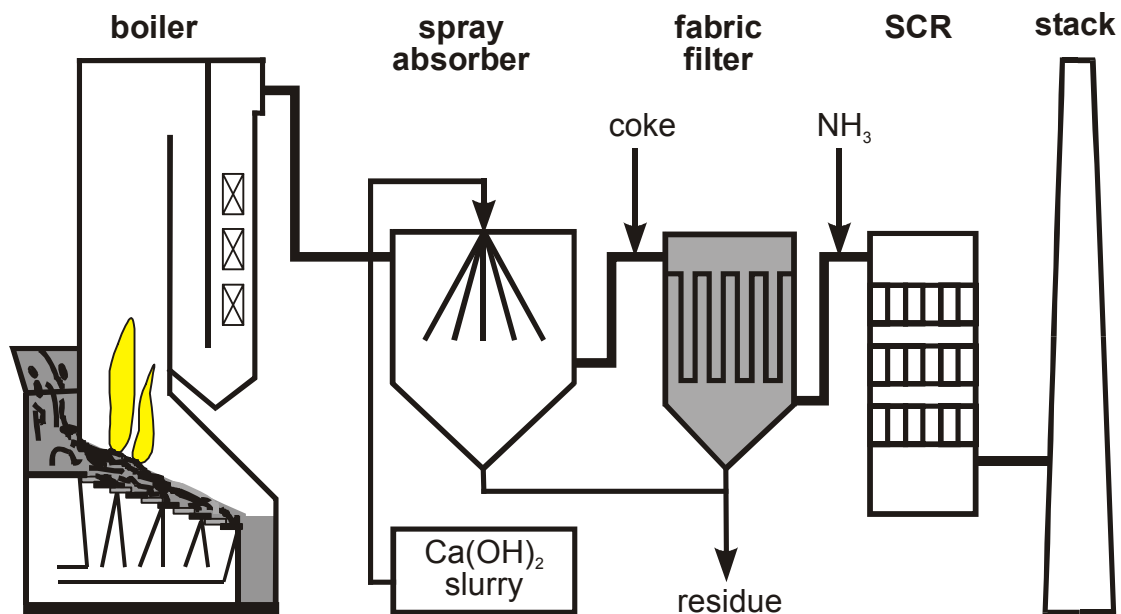 boiler
spray
absorber
fabric
filter
SCR
stack
coke
NH₃
Ca(OH)₂
slurry
residue